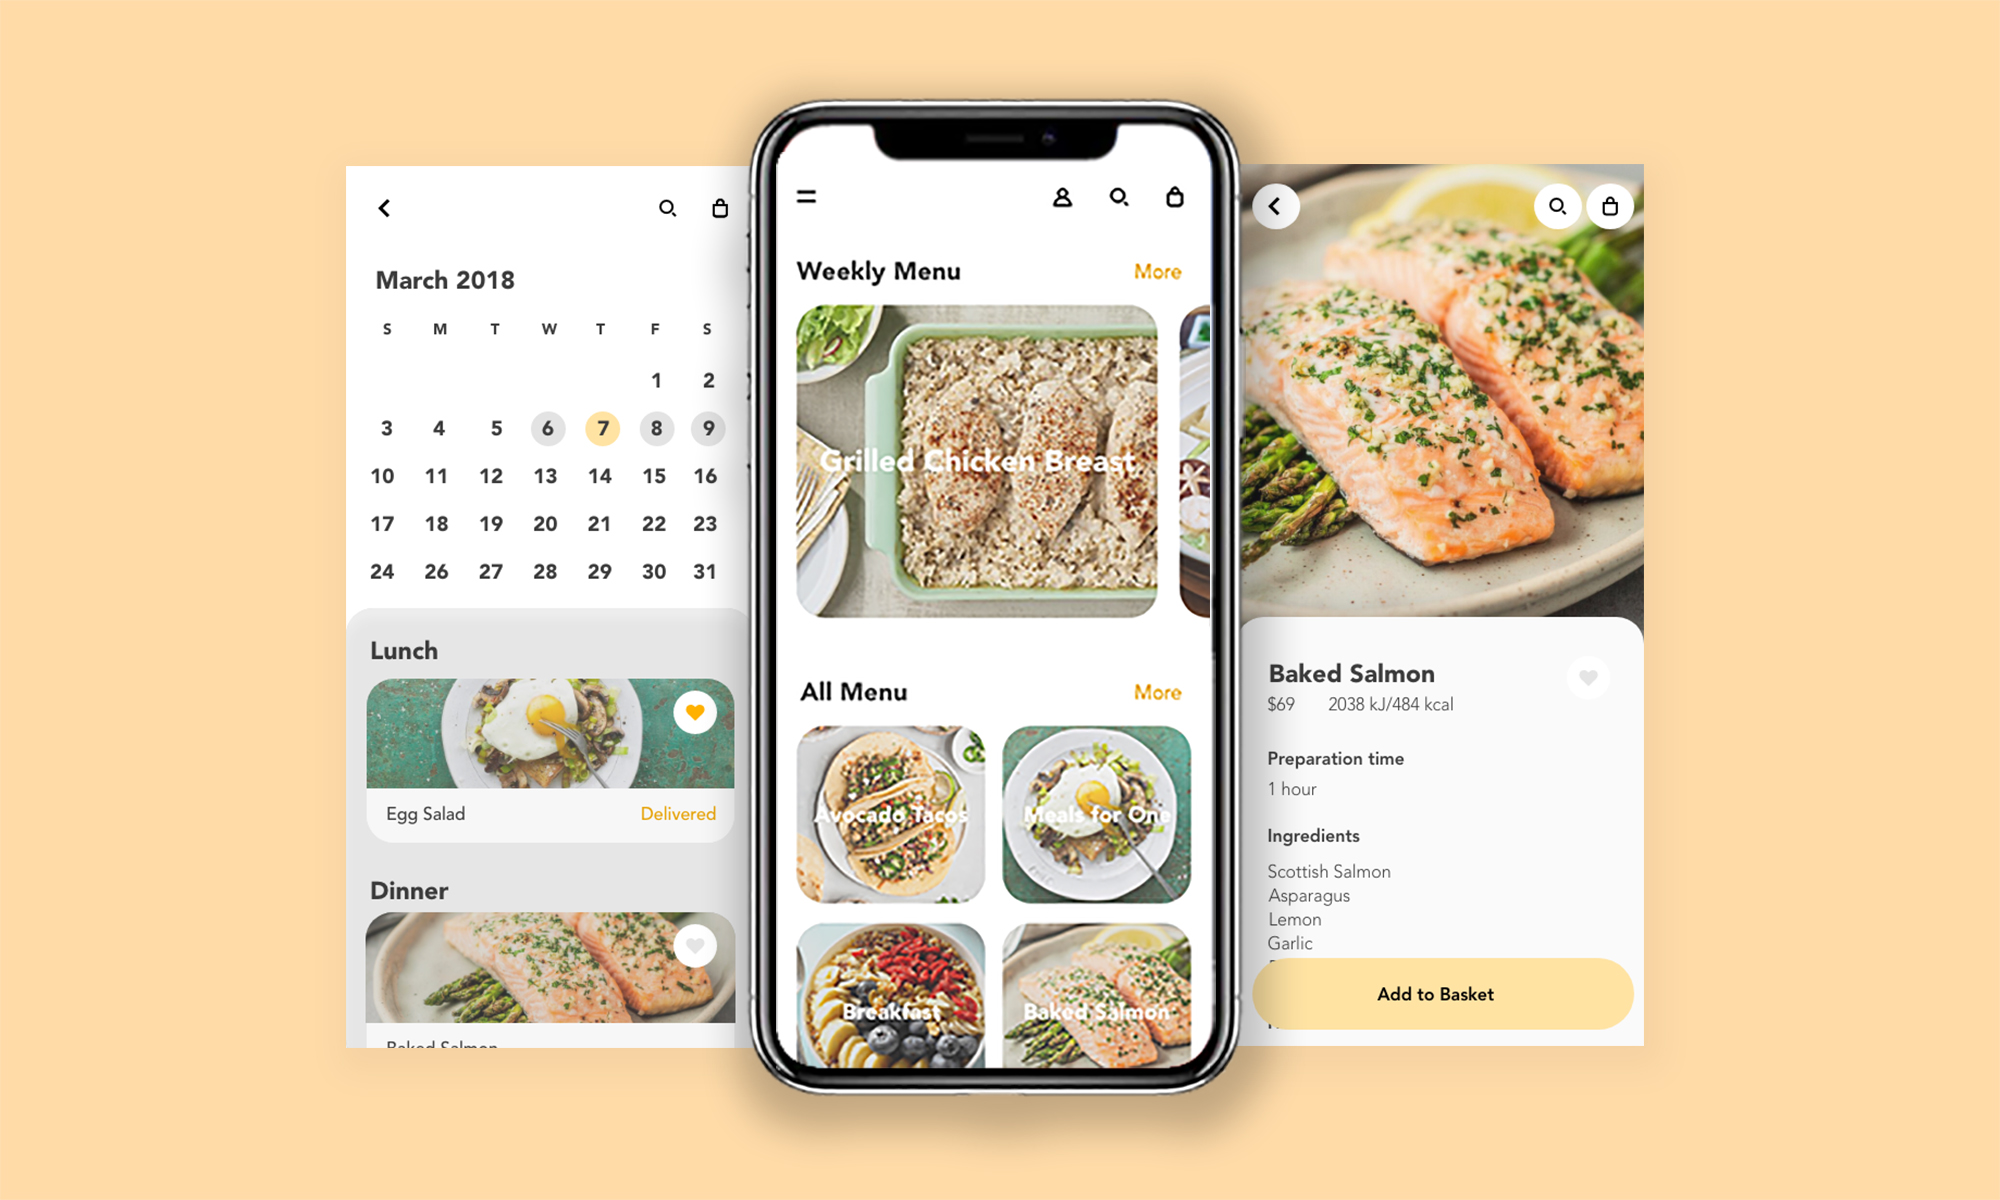 March 2018
S M T W T F S
1 2
3 4 5 6 7 8 9
10 11 12 13 14 15 16
17 18 19 20 21 22 23
24 26 27 28 29 30 31
Lunch
Egg Salad Delivered
Dinner
Baked Salmon
Weekly Menu More
Grilled Chicken Breast
All Menu More
Avocado Tacos
Meals for One
Breakfast
Baked Salmon
Baked Salmon
$69 2038 kJ/484 kcal
Preparation time
1 hour
Ingredients
Scottish Salmon
Asparagus
Lemon
Garlic
Add to Basket